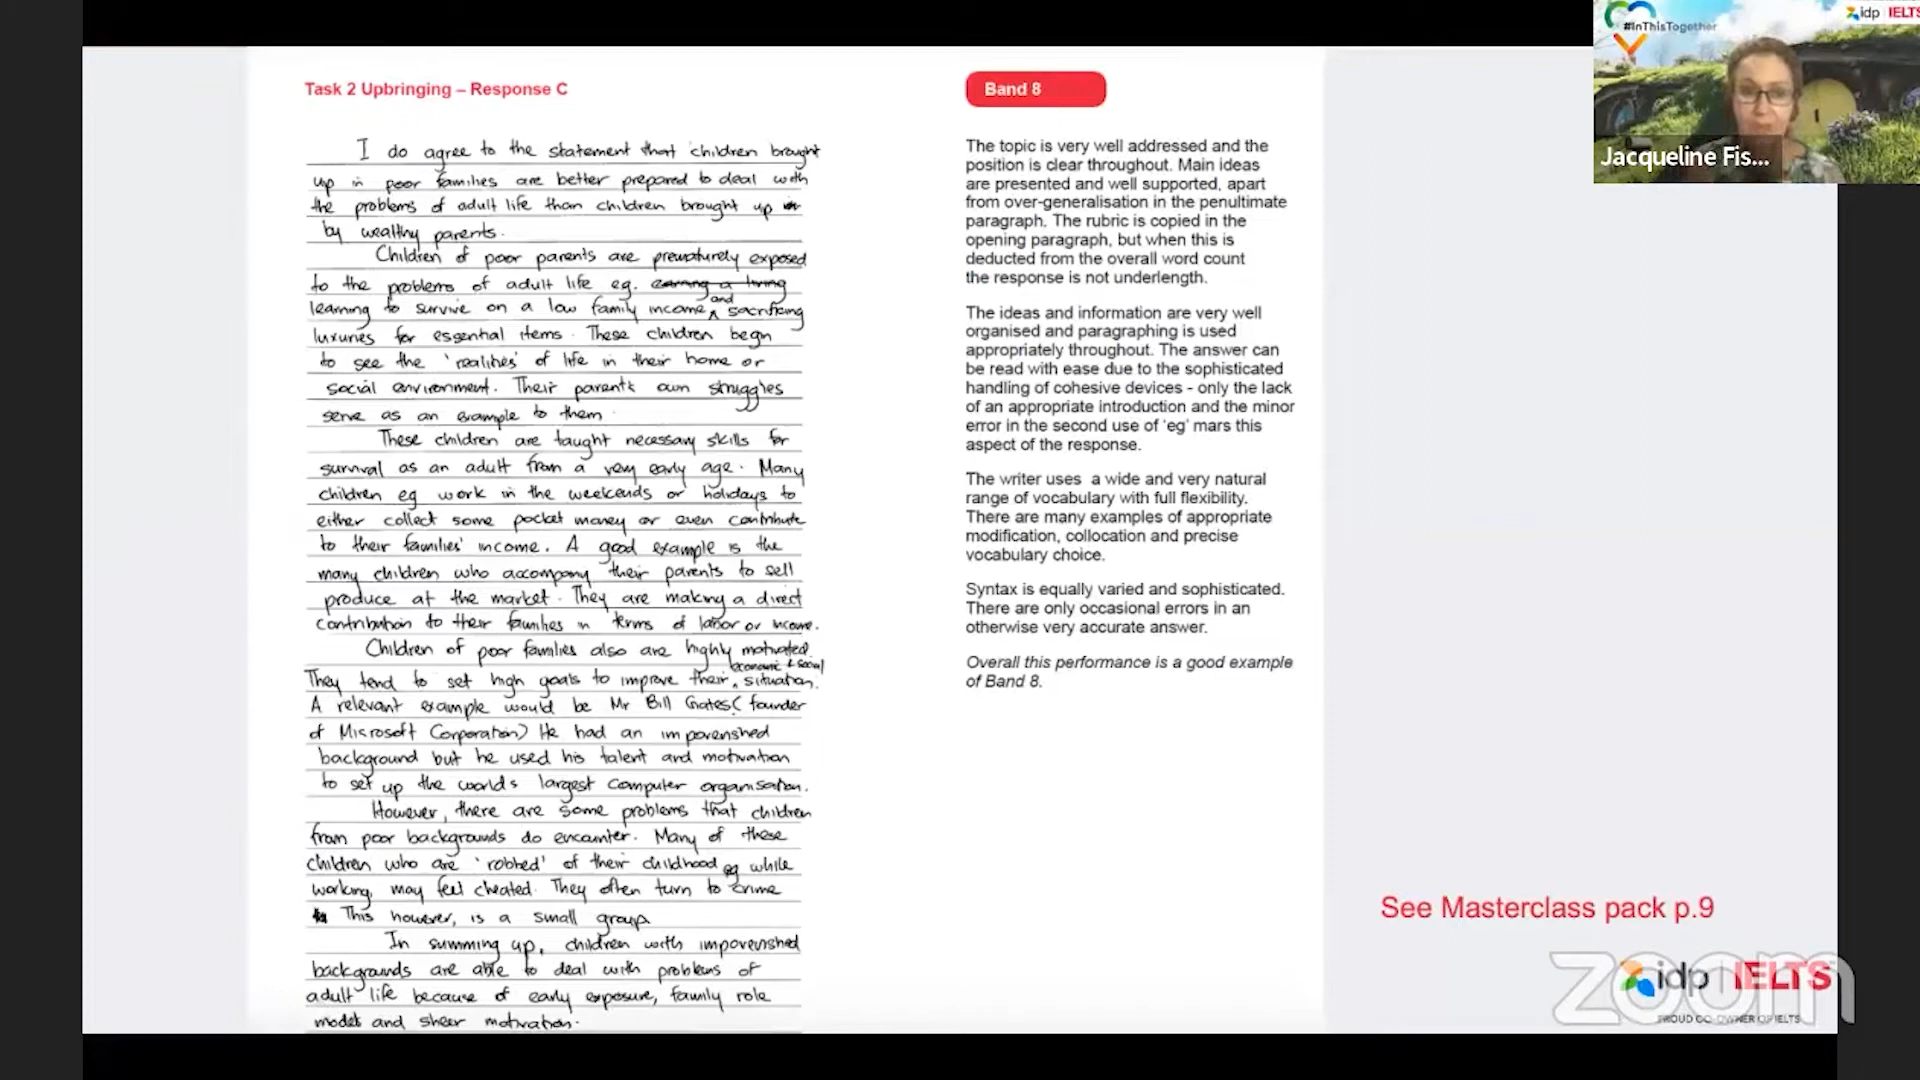 Task 2 Upbringing – Response C
I do agree to the statement that children brought
up in poor families are better prepared to deal with
the problems of adult life than children brought up
by wealthy parents.
Children of poor parents are prematurely exposed
to the problems of adult life eg. earning a living
learning to survive on a low family income and sacrificing
luxuries for essential items. These children begin
to see the 'realities' of life in their home or
social environment. Their parent's own struggles
serve as an example to them.
These children are taught necessary skills for
survival as an adult from a very early age. Many
children eg work in the weekends or holidays to
either collect some pocket money or even contribute
to their families' income. A good example is the
many children who accompany their parents to sell
produce at the market. They are making a direct
contribution to their families in terms of labor or income.
Children of poor families also are highly motivated.
They tend to set high goals to improve their economic & social situation.
A relevant example would be Mr Bill Gates (founder
of Microsoft Corporation) He had an impoverished
background but he used his talent and motivation
to set up the world's largest computer organisation.
However, there are some problems that children
from poor backgrounds do encounter. Many of these
children who are 'robbed' of their childhood eg while
working, may feel cheated. They often turn to crime
This however, is a small group.
In summing up, children with impoverished
backgrounds are able to deal with problems of
adult life because of early exposure, family role
model and sheer motivation.
Band 8
The topic is very well addressed and the
position is clear throughout. Main ideas
are presented and well supported, apart
from over-generalisation in the penultimate
paragraph. The rubric is copied in the
opening paragraph, but when this is
deducted from the overall word count
the response is not underlength.
The ideas and information are very well
organised and paragraphing is used
appropriately throughout. The answer can
be read with ease due to the sophisticated
handling of cohesive devices - only the lack
of an appropriate introduction and the minor
error in the second use of 'eg' mars this
aspect of the response.
The writer uses a wide and very natural
range of vocabulary with full flexibility.
There are many examples of appropriate
modification, collocation and precise
vocabulary choice.
Syntax is equally varied and sophisticated.
There are only occasional errors in an
otherwise very accurate answer.
Overall this performance is a good example
of Band 8.
#InThisTogether
idp | IELTS
Jacqueline Fis...
See Masterclass pack p.9
idp | IELTS
PROUD CO-OWNER OF IELTS
zoom